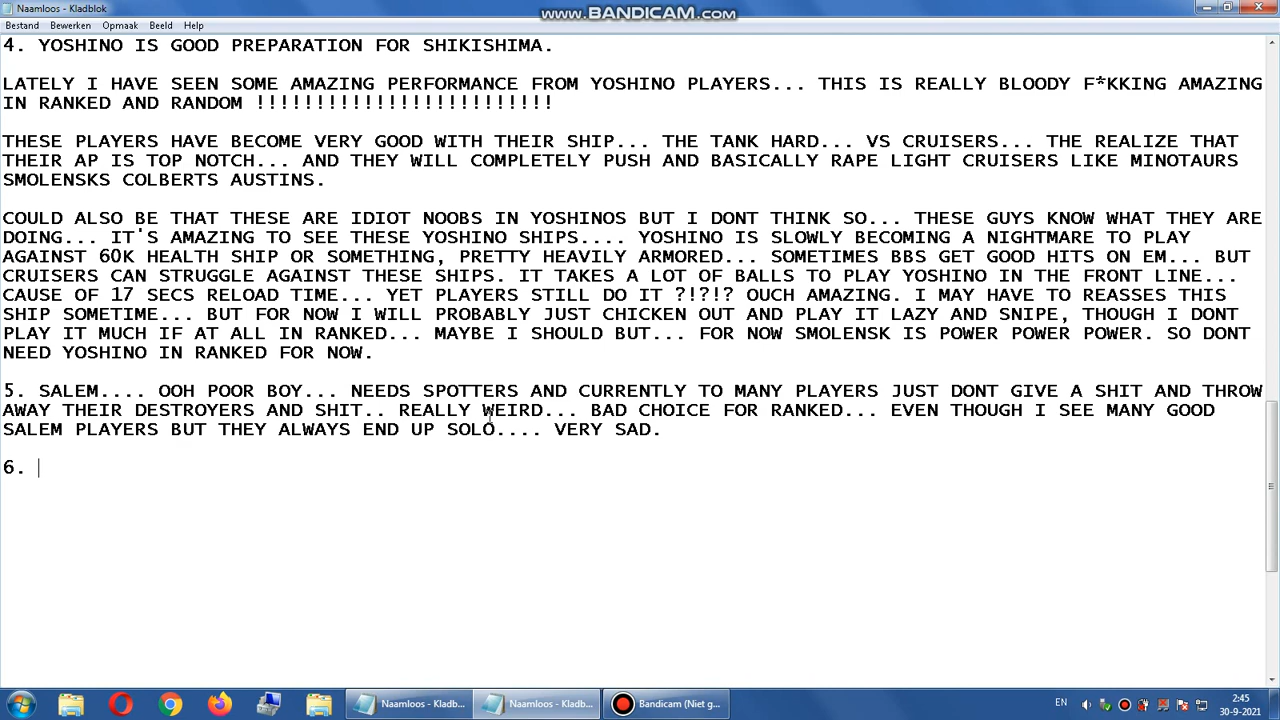 Naamloos - Kladblok
www.BANDICAM.com
Bestand Bewerken Opmaak Beeld Help
4. YOSHINO IS GOOD PREPARATION FOR SHIKISHIMA.
LATELY I HAVE SEEN SOME AMAZING PERFORMANCE FROM YOSHINO PLAYERS... THIS IS REALLY BLOODY F*KKING AMAZING
IN RANKED AND RANDOM !!!!!!!!!!!!!!!!!!!!!!!!!
THESE PLAYERS HAVE BECOME VERY GOOD WITH THEIR SHIP... THE TANK HARD... VS CRUISERS... THE REALIZE THAT
THEIR AP IS TOP NOTCH... AND THEY WILL COMPLETELY PUSH AND BASICALLY RAPE LIGHT CRUISERS LIKE MINOTAURS
SMOLENSKS COLBERTS AUSTINS.
COULD ALSO BE THAT THESE ARE IDIOT NOOBS IN YOSHINOS BUT I DONT THINK SO... THESE GUYS KNOW WHAT THEY ARE
DOING... IT'S AMAZING TO SEE THESE YOSHINO SHIPS.... YOSHINO IS SLOWLY BECOMING A NIGHTMARE TO PLAY
AGAINST 60K HEALTH SHIP OR SOMETHING, PRETTY HEAVILY ARMORED... SOMETIMES BBS GET GOOD HITS ON EM... BUT
CRUISERS CAN STRUGGLE AGAINST THESE SHIPS. IT TAKES A LOT OF BALLS TO PLAY YOSHINO IN THE FRONT LINE...
CAUSE OF 17 SECS RELOAD TIME... YET PLAYERS STILL DO IT ?!?!? OUCH AMAZING. I MAY HAVE TO REASSES THIS
SHIP SOMETIME... BUT FOR NOW I WILL PROBABLY JUST CHICKEN OUT AND PLAY IT LAZY AND SNIPE, THOUGH I DONT
PLAY IT MUCH IF AT ALL IN RANKED... MAYBE I SHOULD BUT... FOR NOW SMOLENSK IS POWER POWER POWER. SO DONT
NEED YOSHINO IN RANKED FOR NOW.
5. SALEM.... OOH POOR BOY... NEEDS SPOTTERS AND CURRENTLY TO MANY PLAYERS JUST DONT GIVE A SHIT AND THROW
AWAY THEIR DESTROYERS AND SHIT.. REALLY WEIRD... BAD CHOICE FOR RANKED... EVEN THOUGH I SEE MANY GOOD
SALEM PLAYERS BUT THEY ALWAYS END UP SOLO.... VERY SAD.
6.
Naamloos - Kladb... Naamloos - Kladb... Bandicam (Niet g... EN 2:45
30-9-2021